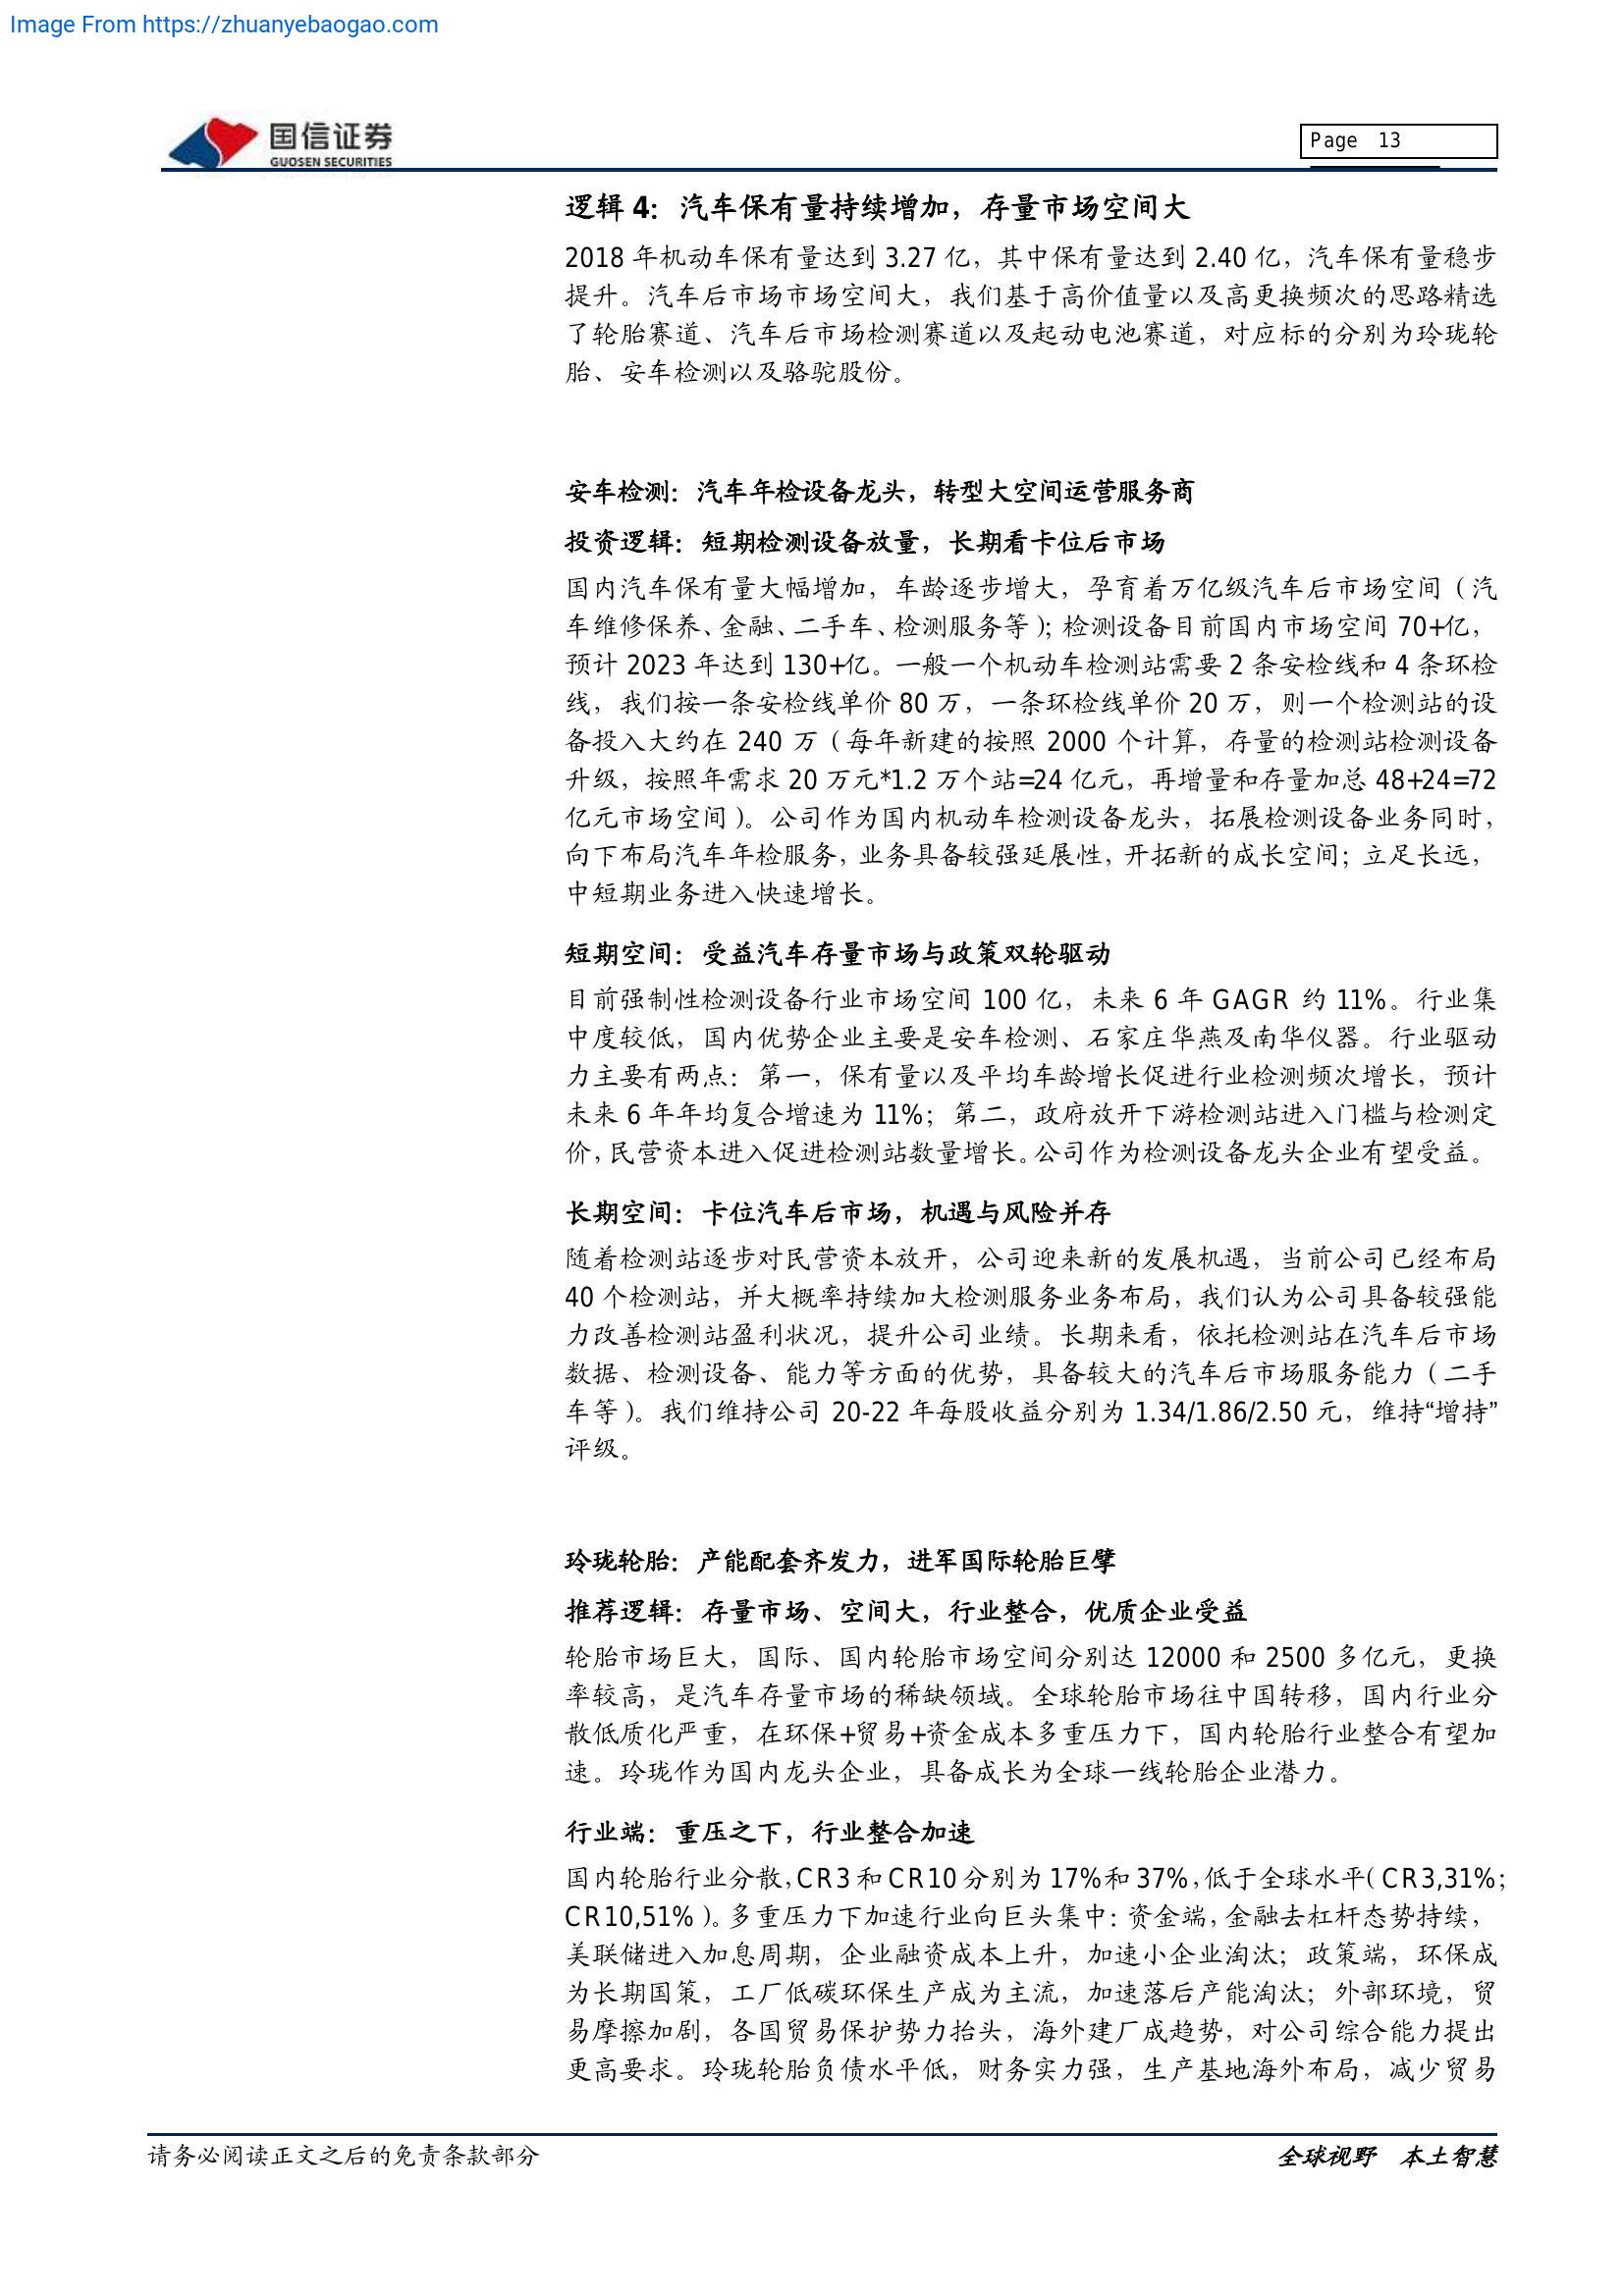 Image From https://zhuanyebaogao.com
国信证券
GUOSEN SECURITIES
Page 13
逻辑 4：汽车保有量持续增加，存量市场空间大
2018 年机动车保有量达到 3.27 亿，其中保有量达到 2.40 亿，汽车保有量稳步
提升。汽车后市场市场空间大，我们基于高价值量以及高更换频次的思路精选
了轮胎赛道、汽车后市场检测赛道以及起动电池赛道，对应标的分别为玲珑轮
胎、安车检测以及骆驼股份。
安车检测：汽车年检设备龙头，转型大空间运营服务商
投资逻辑：短期检测设备放量，长期看卡位后市场
国内汽车保有量大幅增加，车龄逐步增大，孕育着万亿级汽车后市场空间（汽
车维修保养、金融、二手车、检测服务等）；检测设备目前国内市场空间 70+亿，
预计 2023 年达到 130+亿。一般一个机动车检测站需要 2 条安检线和 4 条环检
线，我们按一条安检线单价 80 万，一条环检线单价 20 万，则一个检测站的设
备投入大约在 240 万（每年新建的按照 2000 个计算，存量的检测站检测设备
升级，按照年需求 20 万元*1.2 万个站=24 亿元，再增量和存量加总 48+24=72
亿元市场空间）。公司作为国内机动车检测设备龙头，拓展检测设备业务同时，
向下布局汽车年检服务，业务具备较强延展性，开拓新的成长空间；立足长远，
中短期业务进入快速增长。
短期空间：受益汽车存量市场与政策双轮驱动
目前强制性检测设备行业市场空间 100 亿，未来 6 年 GAGR 约 11%。行业集
中度较低，国内优势企业主要是安车检测、石家庄华燕及南华仪器。行业驱动
力主要有两点：第一，保有量以及平均车龄增长促进行业检测频次增长，预计
未来 6 年年均复合增速为 11%；第二，政府放开下游检测站进入门槛与检测定
价，民营资本进入促进检测站数量增长。公司作为检测设备龙头企业有望受益。
长期空间：卡位汽车后市场，机遇与风险并存
随着检测站逐步对民营资本放开，公司迎来新的发展机遇，当前公司已经布局
40 个检测站，并大概率持续加大检测服务业务布局，我们认为公司具备较强能
力改善检测站盈利状况，提升公司业绩。长期来看，依托检测站在汽车后市场
数据、检测设备、能力等方面的优势，具备较大的汽车后市场服务能力（二手
车等）。我们维持公司 20-22 年每股收益分别为 1.34/1.86/2.50 元，维持“增持”
评级。
玲珑轮胎：产能配套齐发力，进军国际轮胎巨擘
推荐逻辑：存量市场、空间大，行业整合，优质企业受益
轮胎市场巨大，国际、国内轮胎市场空间分别达 12000 和 2500 多亿元，更换
率较高，是汽车存量市场的稀缺领域。全球轮胎市场往中国转移，国内行业分
散低质化严重，在环保+贸易+资金成本多重压力下，国内轮胎行业整合有望加
速。玲珑作为国内龙头企业，具备成长为全球一线轮胎企业潜力。
行业端：重压之下，行业整合加速
国内轮胎行业分散，CR3 和 CR10 分别为 17%和 37%，低于全球水平（CR3,31%；
CR10,51%）。多重压力下加速行业向巨头集中：资金端，金融去杠杆态势持续，
美联储进入加息周期，企业融资成本上升，加速小企业淘汰；政策端，环保成
为长期国策，工厂低碳环保生产成为主流，加速落后产能淘汰；外部环境，贸
易摩擦加剧，各国贸易保护势力抬头，海外建厂成趋势，对公司综合能力提出
更高要求。玲珑轮胎负债水平低，财务实力强，生产基地海外布局，减少贸易
请务必阅读正文之后的免责条款部分
全球视野 本土智慧